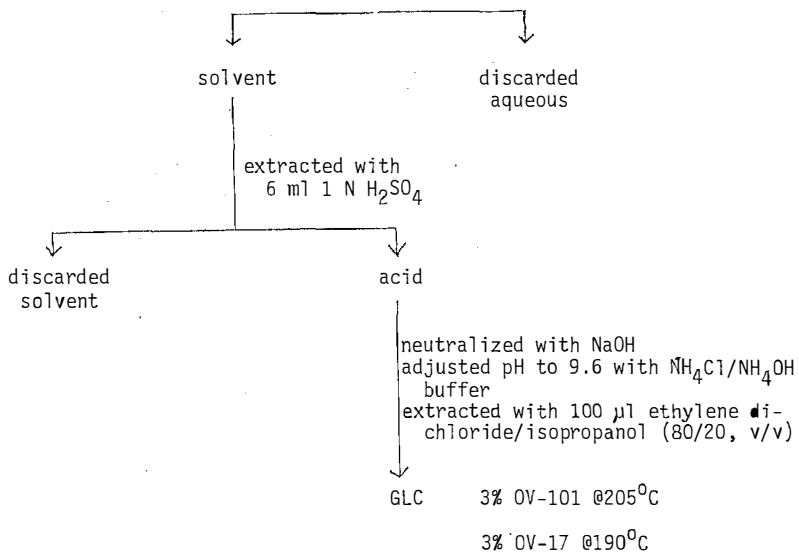 solvent
discarded
aqueous
extracted with
6 ml 1 N H₂SO₄
discarded
solvent
acid
neutralized with NaOH
adjusted pH to 9.6 with NH₄Cl/NH₄OH
buffer
extracted with 100 µl ethylene di-
chloride/isopropanol (80/20, v/v)
GLC 3% OV-101 @205⁰C
3% OV-17 @190⁰C